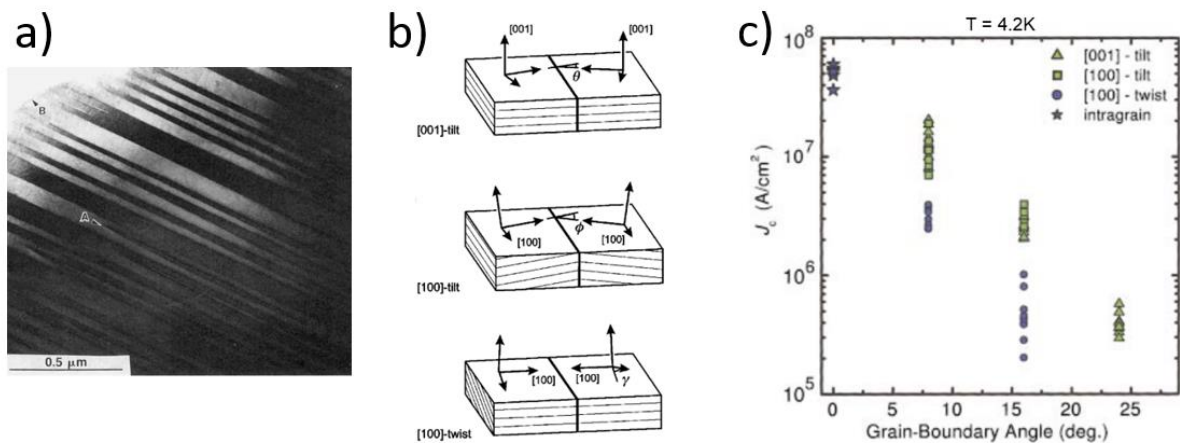 a)
B
A
0.5 μm
b)
[001]
[001]
θ
[001]-tilt
[100]
ϕ
[100]
[100]-tilt
[100]
[100]
γ
[100]-twist
c)
T = 4.2K
10⁸
10⁷
10⁶
10⁵
J꜀ (A/cm²)
[001] - tilt
[100] - tilt
[100] - twist
intragrain
0 5 10 15 20 25
Grain-Boundary Angle (deg.)